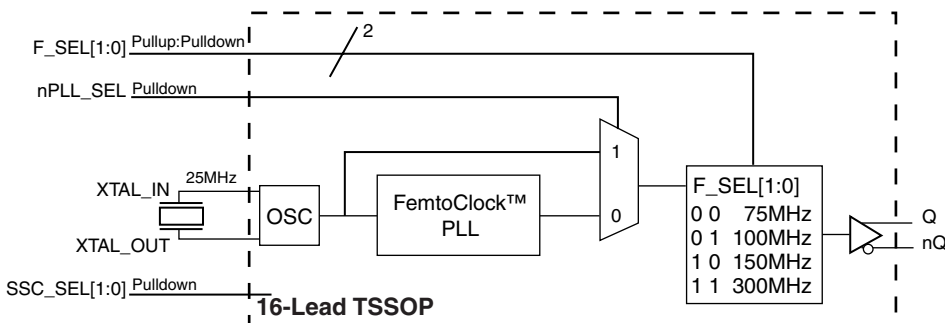 2
F_SEL[1:0] Pullup:Pulldown
nPLL_SEL Pulldown
1
25MHz
XTAL_IN
OSC
FemtoClock™
PLL
0
XTAL_OUT
F_SEL[1:0]
0 0 75MHz
0 1 100MHz
1 0 150MHz
1 1 300MHz
Q
nQ
SSC_SEL[1:0] Pulldown
16-Lead TSSOP